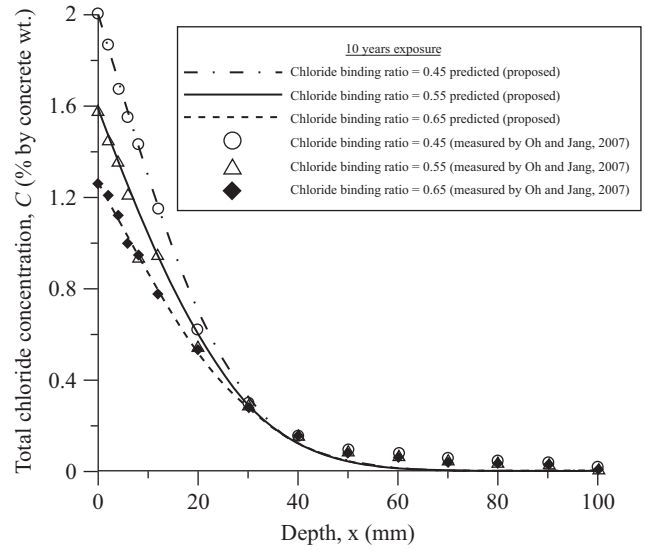 2
1.6
1.2
0.8
0.4
0
Total chloride concentration, C (% by concrete wt.)
10 years exposure
Chloride binding ratio = 0.45 predicted (proposed)
Chloride binding ratio = 0.55 predicted (proposed)
Chloride binding ratio = 0.65 predicted (proposed)
Chloride binding ratio = 0.45 (measured by Oh and Jang, 2007)
Chloride binding ratio = 0.55 (measured by Oh and Jang, 2007)
Chloride binding ratio = 0.65 (measured by Oh and Jang, 2007)
0 20 40 60 80 100
Depth, x (mm)